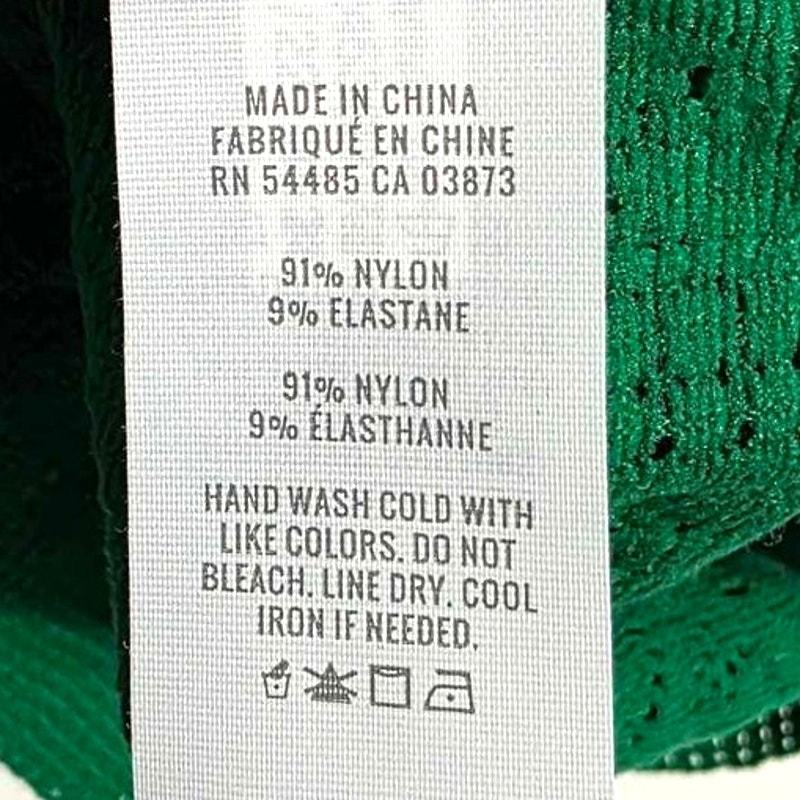 MADE IN CHINA
FABRIQUÉ EN CHINE
RN 54485 CA 03873
91% NYLON
9% ELASTANE
91% NYLON
9% ÉLASTHANNE
HAND WASH COLD WITH
LIKE COLORS. DO NOT
BLEACH. LINE DRY. COOL
IRON IF NEEDED.